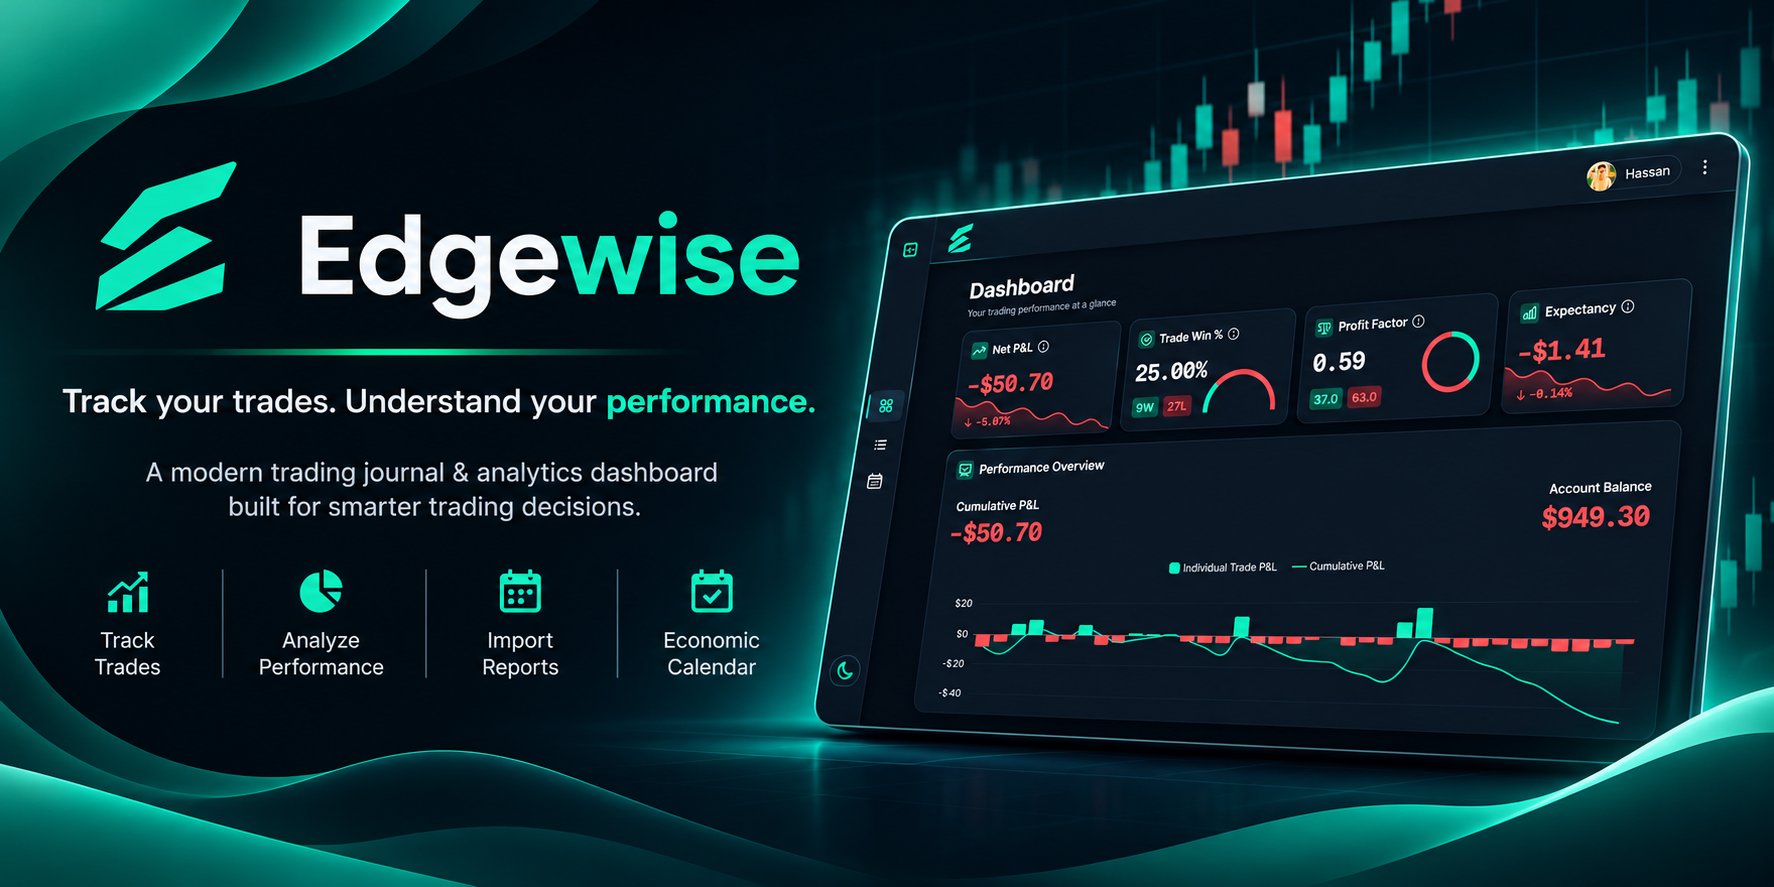 Edgewise
Track your trades. Understand your performance.
A modern trading journal & analytics dashboard
built for smarter trading decisions.
Track
Trades
Analyze
Performance
Import
Reports
Economic
Calendar
Hassan
Dashboard
Your trading performance at a glance
Net P&L
-$50.70
↓ -5.07%
Trade Win %
25.00%
9W 27L
Profit Factor
0.59
37.0 63.0
Expectancy
-$1.41
↓ -0.14%
Performance Overview
Cumulative P&L
-$50.70
Account Balance
$949.30
Individual Trade P&L
Cumulative P&L
$20
$0
-$20
-$40